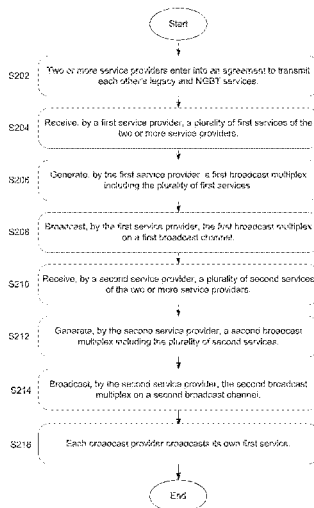 Start
S202
Two or more service providers enter into an agreement to transmit
each other's legacy and NGBT services.
S204
Receive, by a first service provider, a plurality of first services of the
two or more service providers.
S206
Generate, by the first service provider, a first broadcast multiplex
including the plurality of first services
S208
Broadcast, by the first service provider, the first broadcast multiplex
on a first broadcast channel.
S210
Receive, by a second service provider, a plurality of second services
of the two or more service providers.
S212
Generate, by the second service provider, a second broadcast
multiplex including the plurality of second services.
S214
Broadcast, by the second service provider, the second broadcast
multiplex on a second broadcast channel.
S216
Each broadcast provider broadcasts its own first service.
End